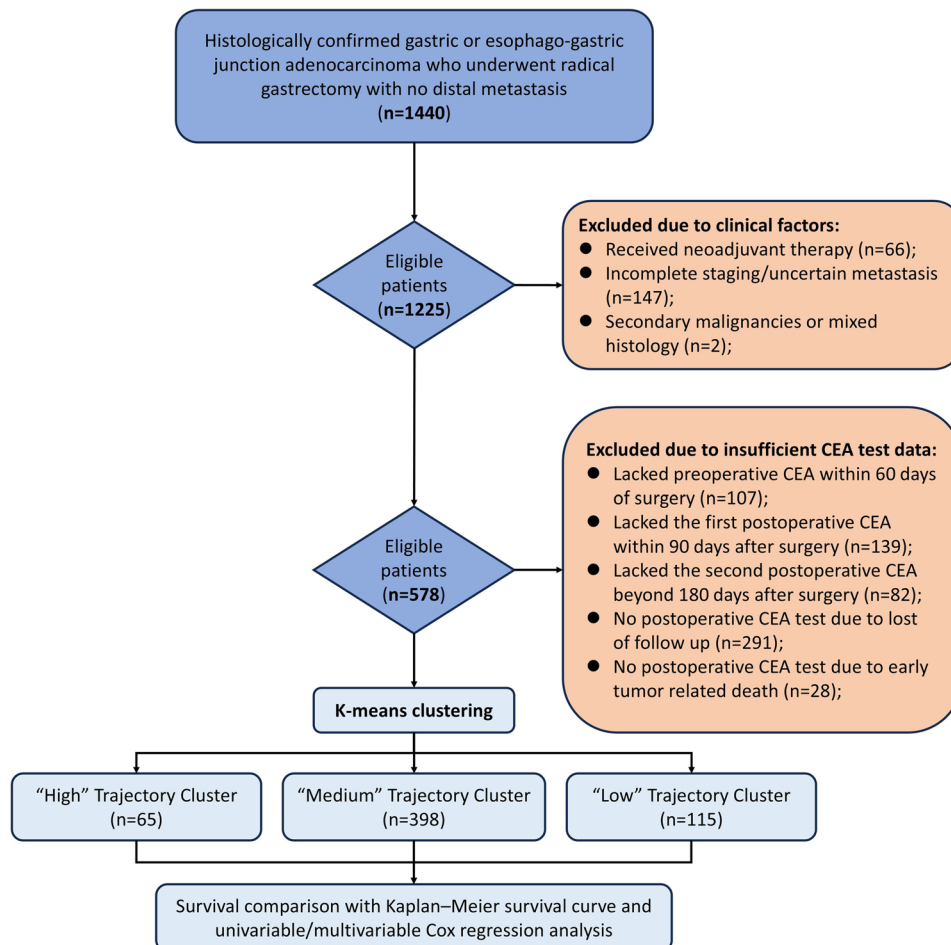 Histologically confirmed gastric or esophago-gastric
junction adenocarcinoma who underwent radical
gastrectomy with no distal metastasis
(n=1440)
Eligible
patients
(n=1225)
Excluded due to clinical factors:
● Received neoadjuvant therapy (n=66);
● Incomplete staging/uncertain metastasis
(n=147);
● Secondary malignancies or mixed
histology (n=2);
Eligible
patients
(n=578)
Excluded due to insufficient CEA test data:
● Lacked preoperative CEA within 60 days
of surgery (n=107);
● Lacked the first postoperative CEA
within 90 days after surgery (n=139);
● Lacked the second postoperative CEA
beyond 180 days after surgery (n=82);
● No postoperative CEA test due to lost
of follow up (n=291);
● No postoperative CEA test due to early
tumor related death (n=28);
K-means clustering
“High” Trajectory Cluster
(n=65)
“Medium” Trajectory Cluster
(n=398)
“Low” Trajectory Cluster
(n=115)
Survival comparison with Kaplan–Meier survival curve and
univariable/multivariable Cox regression analysis